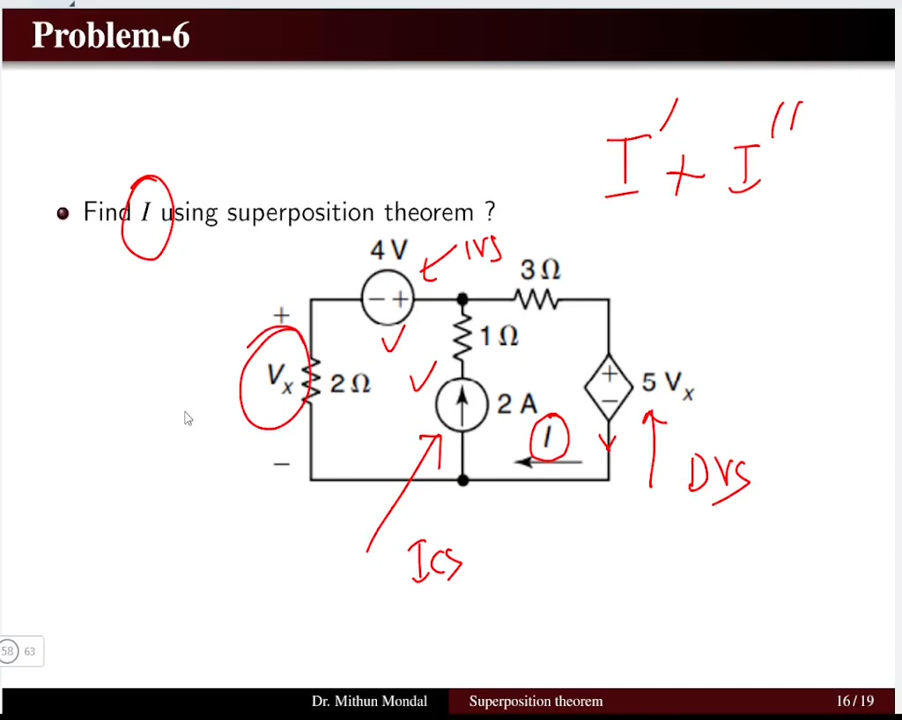 Problem-6
I′ + I″
• Find I using superposition theorem ?
4 V
IVS
3 Ω
− +
+
1 Ω
Vx
2 Ω
+
−
5 Vx
2 A
I
−
DVS
ICS
58 63
Dr. Mithun Mondal Superposition theorem 16 / 19